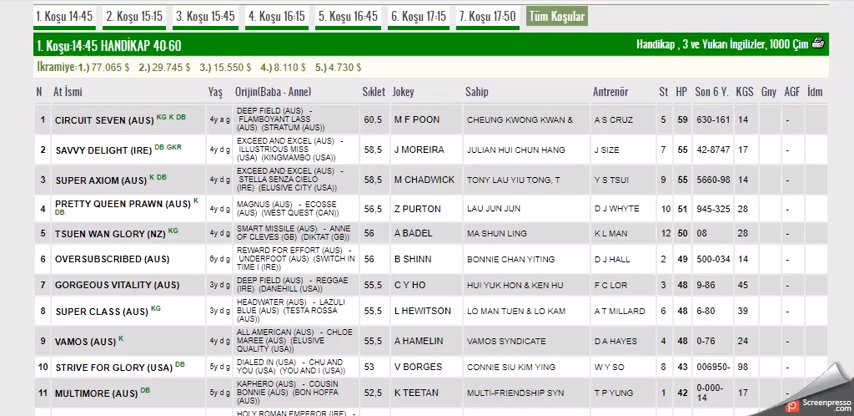 1. Koşu 14:45 2. Koşu 15:15 3. Koşu 15:45 4. Koşu 16:15 5. Koşu 16:45 6. Koşu 17:15 7. Koşu 17:50 Tüm Koşular
1. Koşu:14:45 HANDİKAP 40-60 Handikap , 3 ve Yukarı İngilizler, 1000 Çim
İkramiye:1.) 77.065 $ 2.) 29.745 $ 3.) 15.550 $ 4.) 8.110 $ 5.) 4.730 $
N At İsmi Yaş Orijin(Baba - Anne) Sıklet Jokey Sahip Antrenör St HP Son 6 Y. KGS Gny AGF İdm
1 CIRCUIT SEVEN (AUS) KG K DB 4y a g DEEP FIELD (AUS) - FLAMBOYANT LASS (AUS) (STRATUM (AUS)) 60,5 M F POON CHEUNG KWONG KWAN & A S CRUZ 5 59 630-161 14 -
2 SAVVY DELIGHT (IRE) DB GKR 4y d g EXCEED AND EXCEL (AUS) - ILLUSTRIOUS MISS (USA) (KINGMAMBO (USA)) 58,5 J MOREIRA JULIAN HUI CHUN HANG J SIZE 7 55 42-8747 17 -
3 SUPER AXIOM (AUS) K DB 4y d g EXCEED AND EXCEL (AUS) - STELLA SENZA CIELO (IRE) (ELUSIVE CITY (USA)) 58,5 M CHADWICK TONY LAU YIU TONG, T Y S TSUI 9 55 5660-98 14 -
4 PRETTY QUEEN PRAWN (AUS) K DB 4y d g MAGNUS (AUS) - ECOSSE (AUS) (WEST QUEST (CAN)) 56,5 Z PURTON LAU JUN JUN D J WHYTE 10 51 945-325 28 -
5 TSUEN WAN GLORY (NZ) KG 4y d g SMART MISSILE (AUS) - ANNE OF CLEVES (GB) (DIKTAT (GB)) 56 A BADEL MA SHUN LING K L MAN 12 50 08 28 -
6 OVERSUBSCRIBED (AUS) d g REWARD FOR EFFORT (AUS) - UNDERFOOT (AUS) (SWITCH IN TIME I (IRE)) 56 B SHINN BONNIE CHAN YITING D J HALL 2 49 500-034 14 -
7 GORGEOUS VITALITY (AUS) 3y d g DEEP FIELD (AUS) - REGGAE (IRE) (DANEHILL (USA)) 55,5 C Y HO HUI YUK HON & KEN HU F C LOR 3 48 9-86 45 -
8 SUPER CLASS (AUS) KG 3y d g HEADWATER (AUS) - LAZULI BLUE (AUS) (TESTA ROSSA (AUS)) 55,5 L HEWITSON LO MAN TUEN & LO KAM A T MILLARD 6 48 6-80 39 -
9 VAMOS (AUS) K 4y d g ALL AMERICAN (AUS) - CHLOE MAREE (AUS) (ELUSIVE QUALITY (USA)) 55,5 A HAMELIN VAMOS SYNDICATE D A HAYES 4 48 0-76 24 -
10 STRIVE FOR GLORY (USA) DB 5y d g DIALED IN (USA) - CHU AND YOU (USA) (YOU AND I (USA)) 53 V BORGES CONNIE SIU KIM YING W Y SO 8 43 006950- 98 -
11 MULTIMORE (AUS) DB 5y d g KAPHERO (AUS) - COUSIN BONNIE (AUS) (BON HOFFA (AUS)) 52,5 K TEETAN MULTI-FRIENDSHIP SYN T P YUNG 1 42 0-000-14 17 -
HOLY ROMAN EMPEROR (IRE) -
Screenpresso
.com